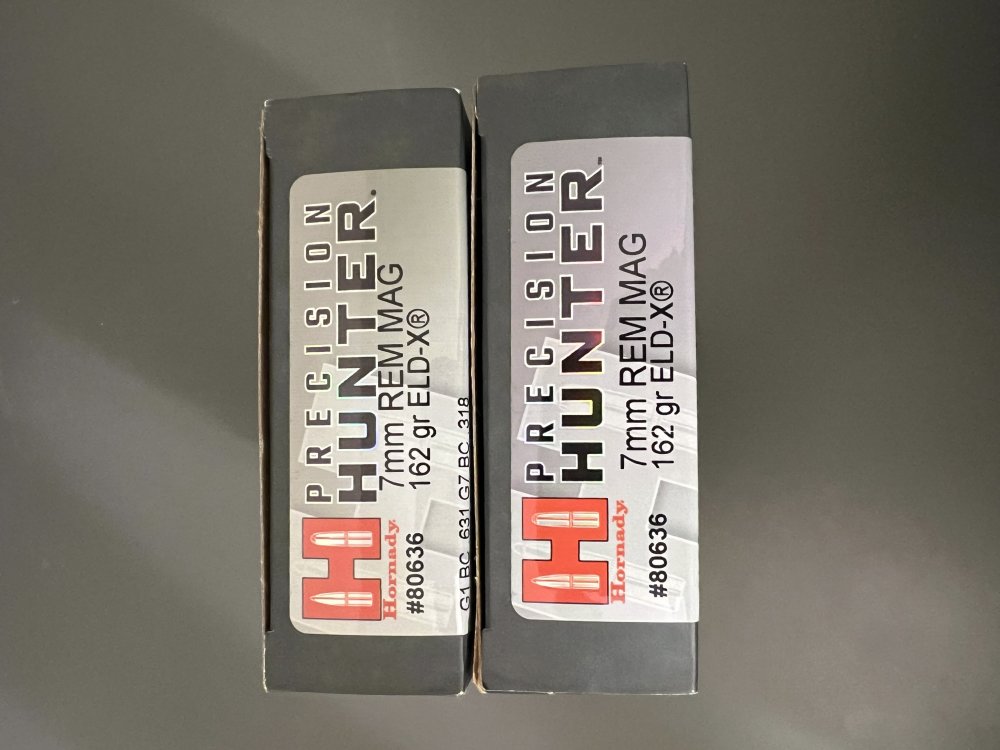 PRECISION
HUNTER.
7mm REM MAG
162 gr ELD-X®
Hornady.
#80636
G1 BC .631 G7 BC .318
PRECISION
HUNTER.
7mm REM MAG
162 gr ELD-X®
Hornady.
#80636